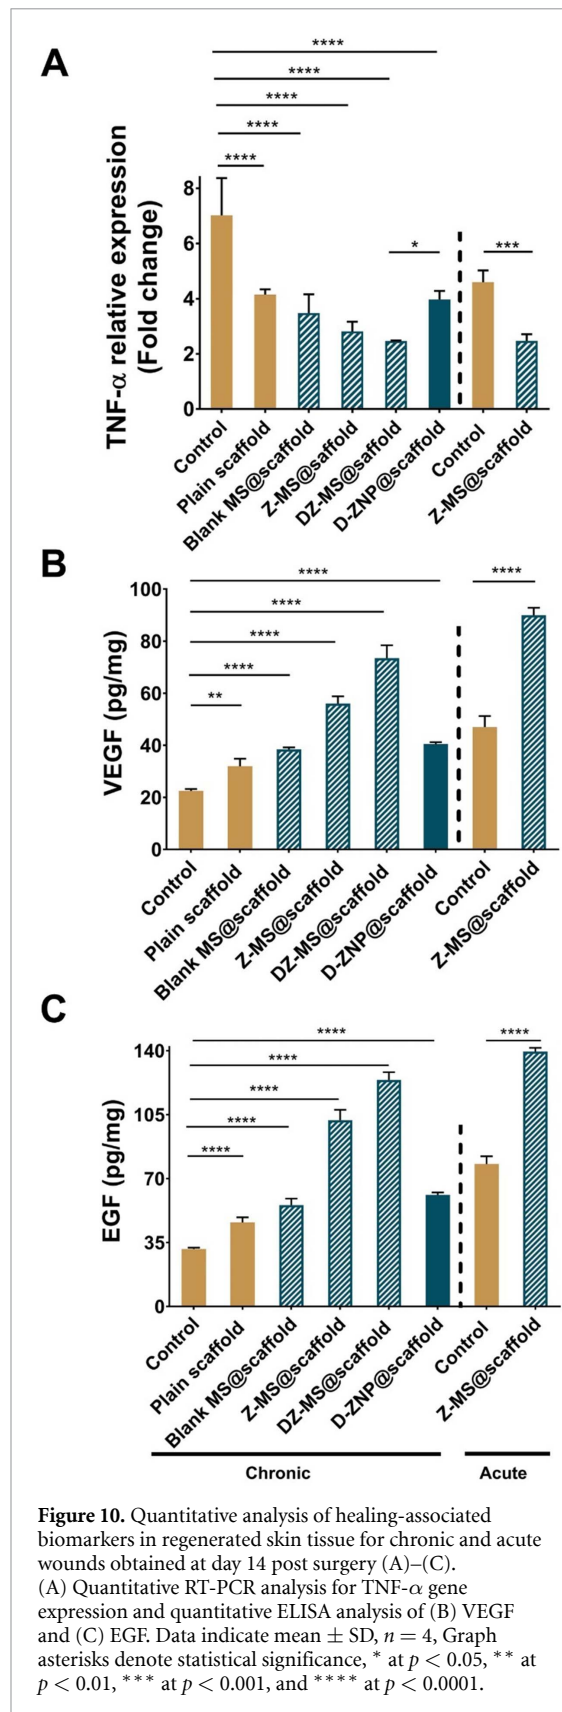 A
****
****
****
****
****
*
***
TNF-α relative expression
(Fold change)
8
6
4
2
0
Control
Plain scaffold
Blank MS@scaffold
Z-MS@scaffold
DZ-MS@scaffold
D-ZNP@scaffold
Control
Z-MS@scaffold
B
****
****
****
****
****
**
VEGF (pg/mg)
100
80
60
40
20
0
Control
Plain scaffold
Blank MS@scaffold
Z-MS@scaffold
DZ-MS@scaffold
D-ZNP@scaffold
Control
Z-MS@scaffold
C
****
****
****
****
****
****
EGF (pg/mg)
140
105
70
35
0
Control
Plain scaffold
Blank MS@scaffold
Z-MS@scaffold
DZ-MS@scaffold
D-ZNP@scaffold
Control
Z-MS@scaffold
Chronic
Acute
Figure 10. Quantitative analysis of healing-associated
biomarkers in regenerated skin tissue for chronic and acute
wounds obtained at day 14 post surgery (A)–(C).
(A) Quantitative RT-PCR analysis for TNF-α gene
expression and quantitative ELISA analysis of (B) VEGF
and (C) EGF. Data indicate mean ± SD, n = 4, Graph
asterisks denote statistical significance, * at p < 0.05, ** at
p < 0.01, *** at p < 0.001, and **** at p < 0.0001.